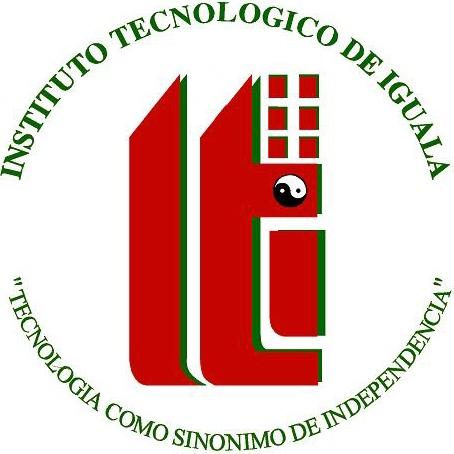 INSTITUTO TECNOLOGICO DE IGUALA
"TECNOLOGIA COMO SINONIMO DE INDEPENDENCIA"